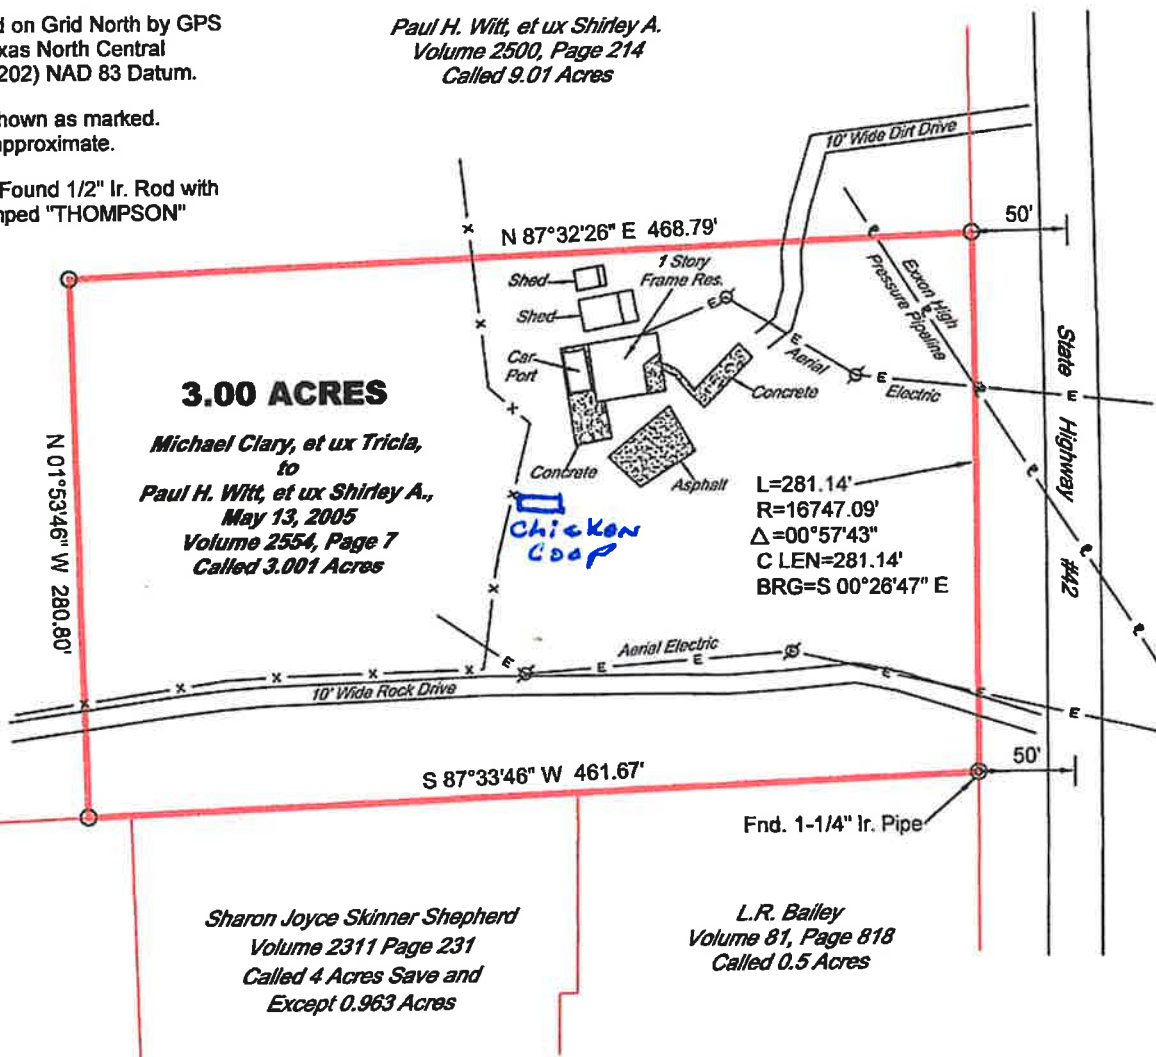 d on Grid North by GPS
xas North Central
202) NAD 83 Datum.
hown as marked.
approximate.
Found 1/2" Ir. Rod with
nped "THOMPSON"
Paul H. Witt, et ux Shirley A.
Volume 2500, Page 214
Called 9.01 Acres
10' Wide Dirt Drive
50'
N 87°32'26" E 468.79'
1 Story
Frame Res.
Shed
Shed
Car
Port
Exxon High
Pressure Pipeline
Aerial
Electric
Concrete
Concrete
Asphalt
State Highway #42
3.00 ACRES
Michael Clary, et ux Tricia,
to
Paul H. Witt, et ux Shirley A.,
May 13, 2005
Volume 2554, Page 7
Called 3.001 Acres
N 01°53'46" W 280.80'
Chicken
Coop
L=281.14'
R=16747.09'
Δ=00°57'43"
C LEN=281.14'
BRG=S 00°26'47" E
Aerial Electric
10' Wide Rock Drive
S 87°33'46" W 461.67'
50'
Fnd. 1-1/4" Ir. Pipe
Sharon Joyce Skinner Shepherd
Volume 2311 Page 231
Called 4 Acres Save and
Except 0.963 Acres
L.R. Bailey
Volume 81, Page 818
Called 0.5 Acres